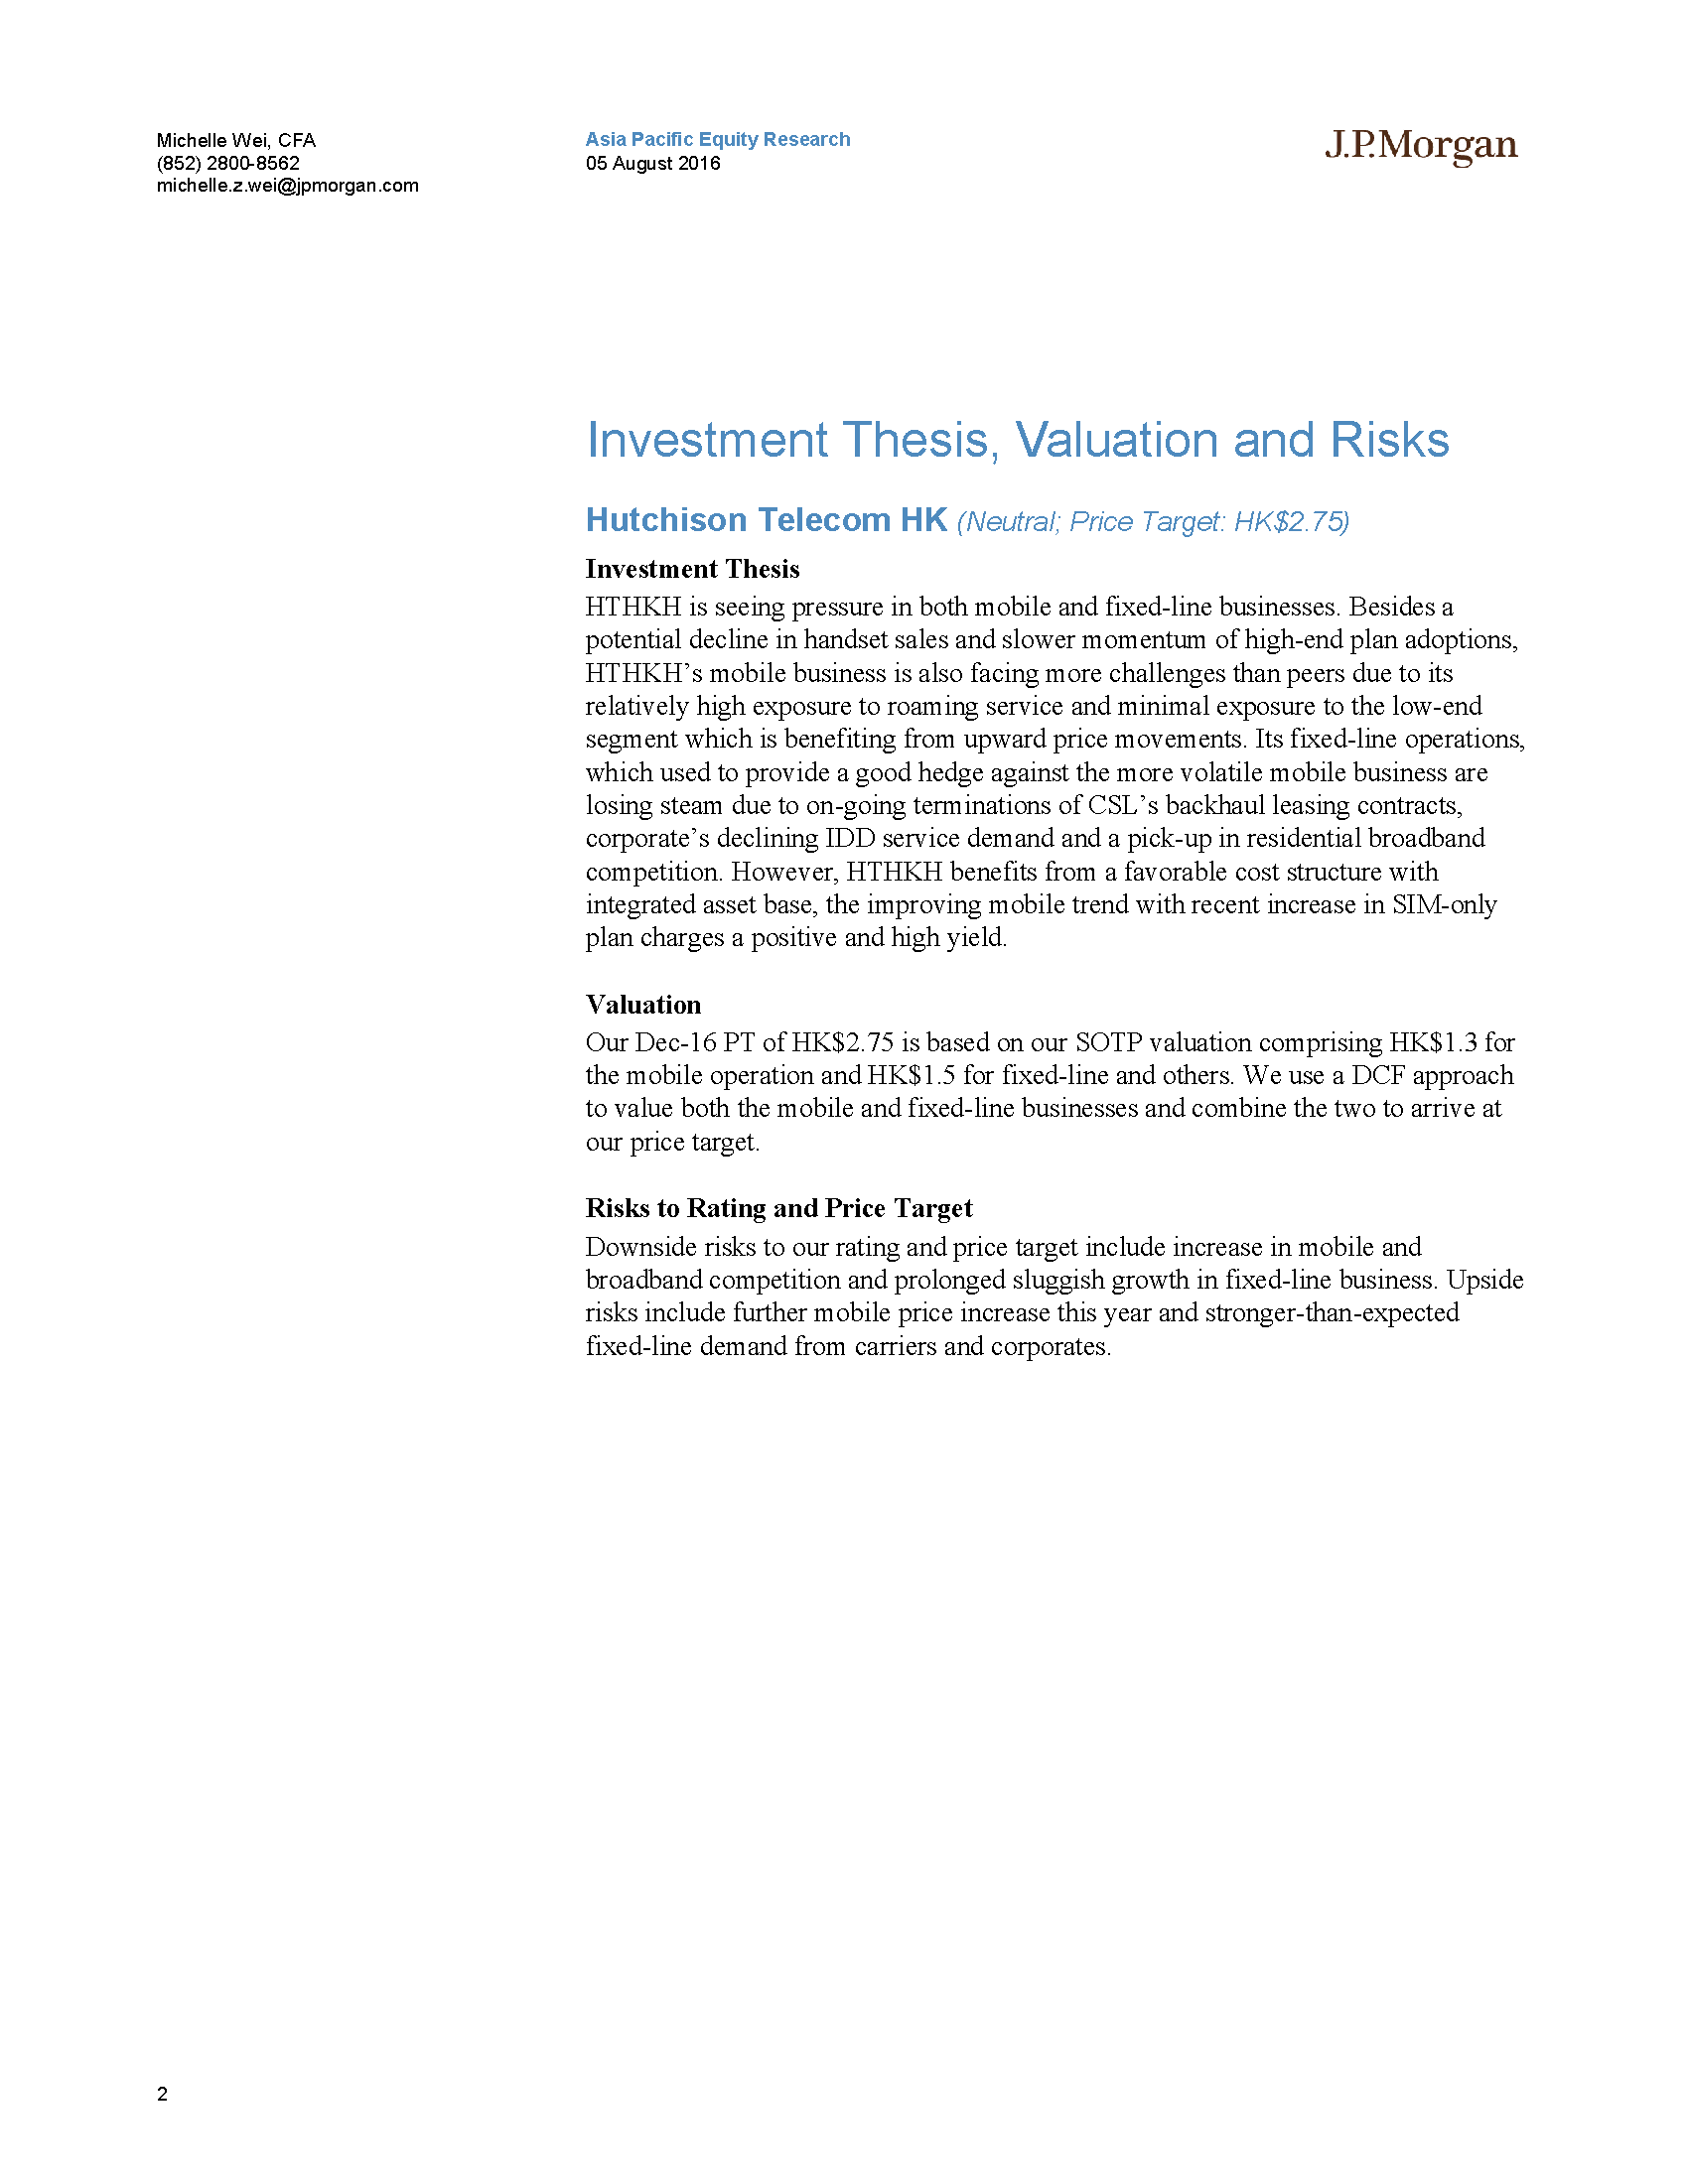 Michelle Wei, CFA
(852) 2800-8562
michelle.z.wei@jpmorgan.com
Asia Pacific Equity Research
05 August 2016
J.P.Morgan
Investment Thesis, Valuation and Risks
Hutchison Telecom HK (Neutral; Price Target: HK$2.75)
Investment Thesis
HTHKH is seeing pressure in both mobile and fixed-line businesses. Besides a
potential decline in handset sales and slower momentum of high-end plan adoptions,
HTHKH’s mobile business is also facing more challenges than peers due to its
relatively high exposure to roaming service and minimal exposure to the low-end
segment which is benefiting from upward price movements. Its fixed-line operations,
which used to provide a good hedge against the more volatile mobile business are
losing steam due to on-going terminations of CSL’s backhaul leasing contracts,
corporate’s declining IDD service demand and a pick-up in residential broadband
competition. However, HTHKH benefits from a favorable cost structure with
integrated asset base, the improving mobile trend with recent increase in SIM-only
plan charges a positive and high yield.
Valuation
Our Dec-16 PT of HK$2.75 is based on our SOTP valuation comprising HK$1.3 for
the mobile operation and HK$1.5 for fixed-line and others. We use a DCF approach
to value both the mobile and fixed-line businesses and combine the two to arrive at
our price target.
Risks to Rating and Price Target
Downside risks to our rating and price target include increase in mobile and
broadband competition and prolonged sluggish growth in fixed-line business. Upside
risks include further mobile price increase this year and stronger-than-expected
fixed-line demand from carriers and corporates.
2